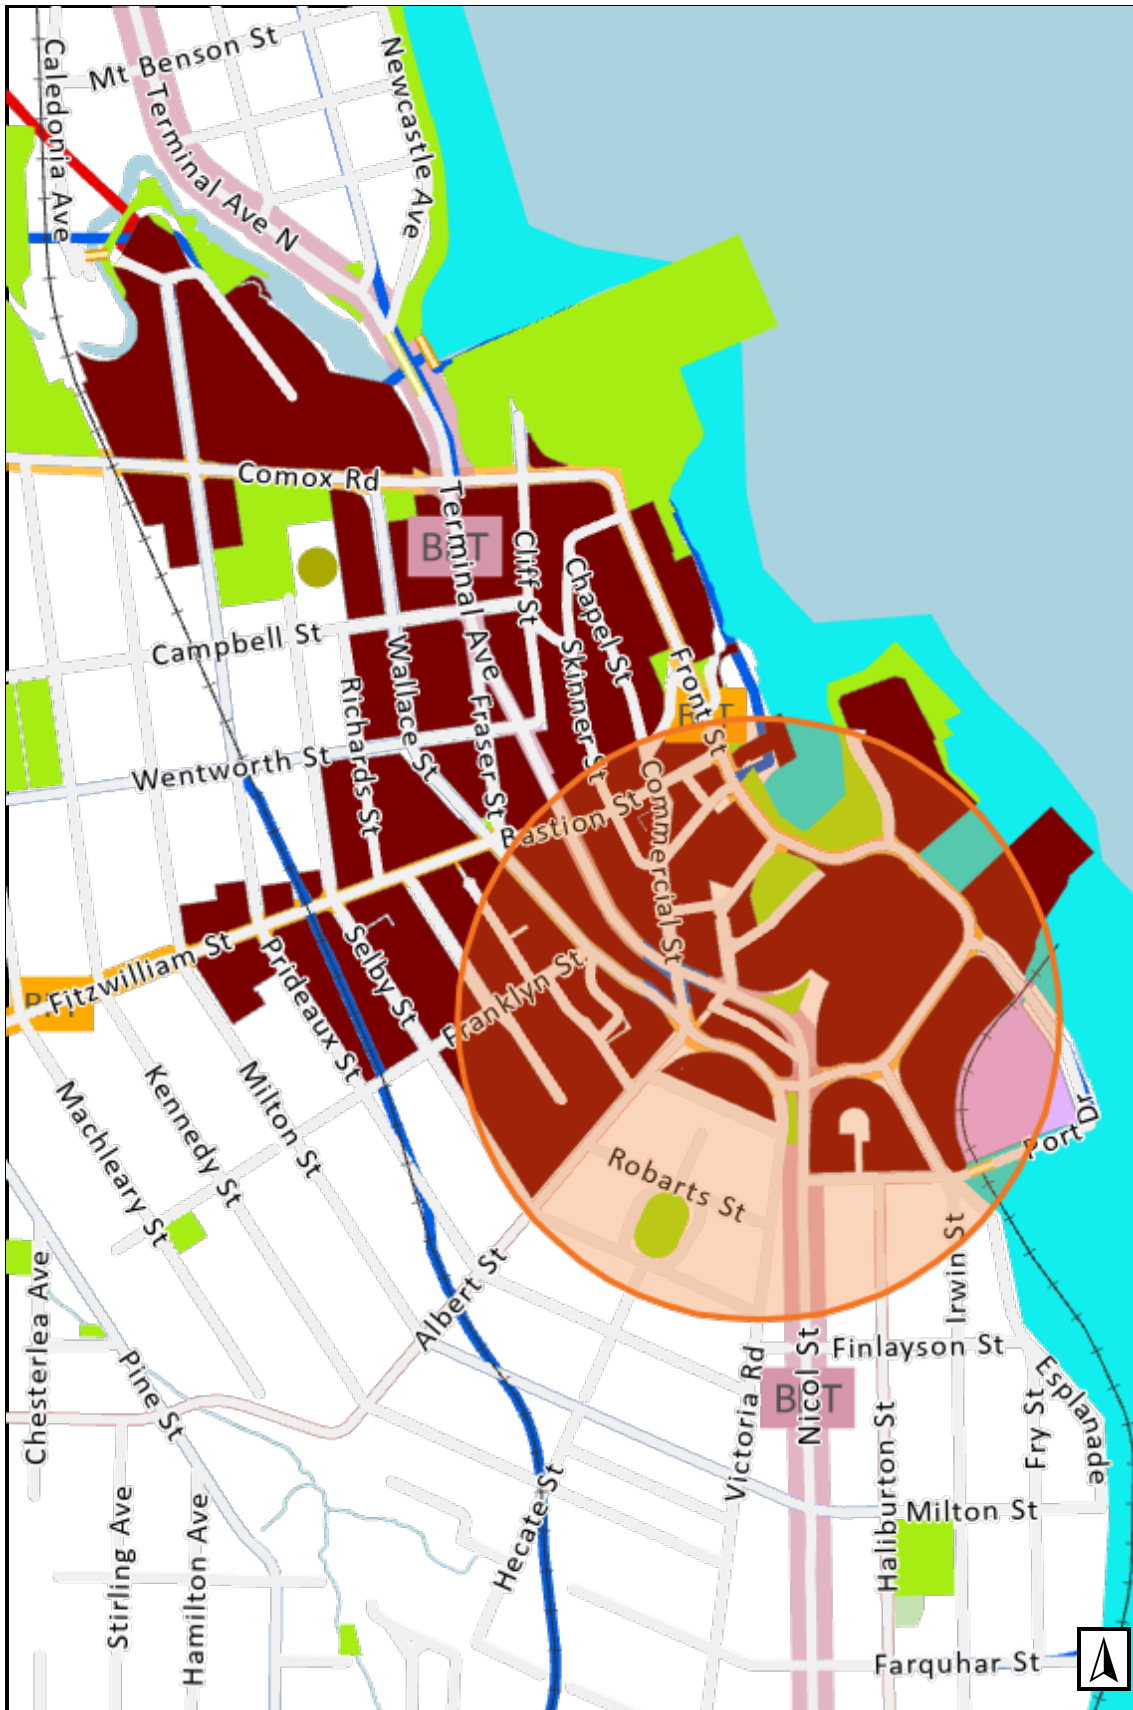 Mt Benson St
Caledonia Ave
Newcastle Ave
Terminal Ave N
Comox Rd
Terminal Ave
Cliff St
Chapel St
Campbell St
Wallace St
Skinner St
Front St
Richards St
Fraser St
Wentworth St
Commercial St
Bastion St
Fitzwilliam St
Selby St
Prideaux St
Franklyn St
Milton St
Kennedy St
Machleary St
Port Dr
Robarts St
Albert St
Irwin St
Chesterlea Ave
Pine St
Victoria Rd
Nicol St
Finlayson St
Esplanade
Fry St
Haliburton St
Milton St
Hecate St
Stirling Ave
Hamilton Ave
Farquhar St